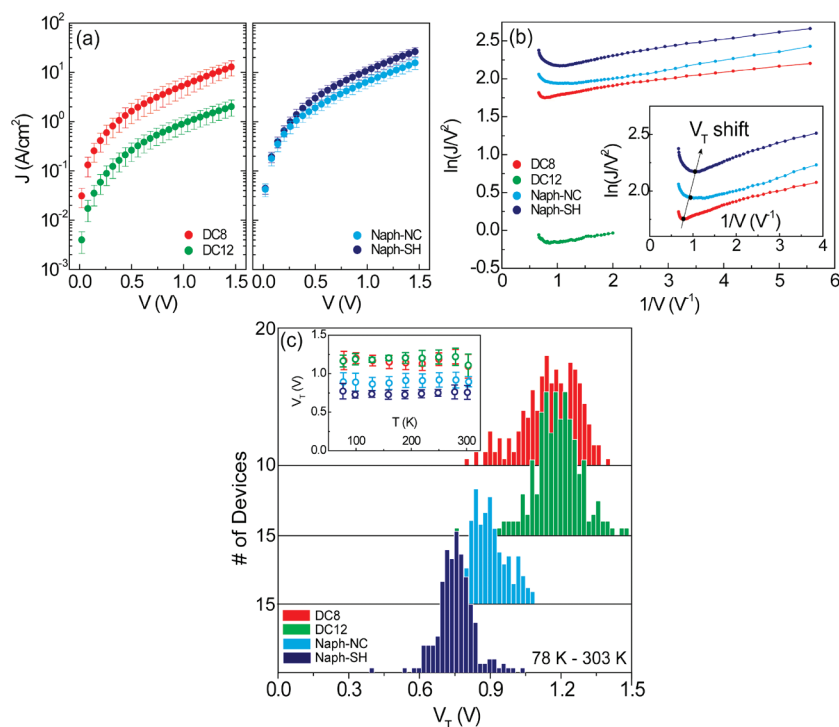 (a)
J (A/cm²)
10²
10¹
10⁰
10⁻¹
10⁻²
10⁻³
DC8
DC12
Naph-NC
Naph-SH
0.0 0.5 1.0 1.5 0.0 0.5 1.0 1.5
V (V) V (V)
(b)
ln(J/V²)
2.5
2.0
1.5
1.0
0.5
0.0
-0.5
DC8
DC12
Naph-NC
Naph-SH
V_T shift
ln(J/V²)
2.5
2.0
1/V (V⁻¹)
0 1 2 3 4
0 1 2 3 4 5 6
1/V (V⁻¹)
(c)
# of Devices
20
10
15
15
V_T (V)
1.5
1.0
0.5
0.0
T (K)
100 200 300
DC8
DC12
Naph-NC
Naph-SH
78 K - 303 K
0.0 0.3 0.6 0.9 1.2 1.5
V_T (V)